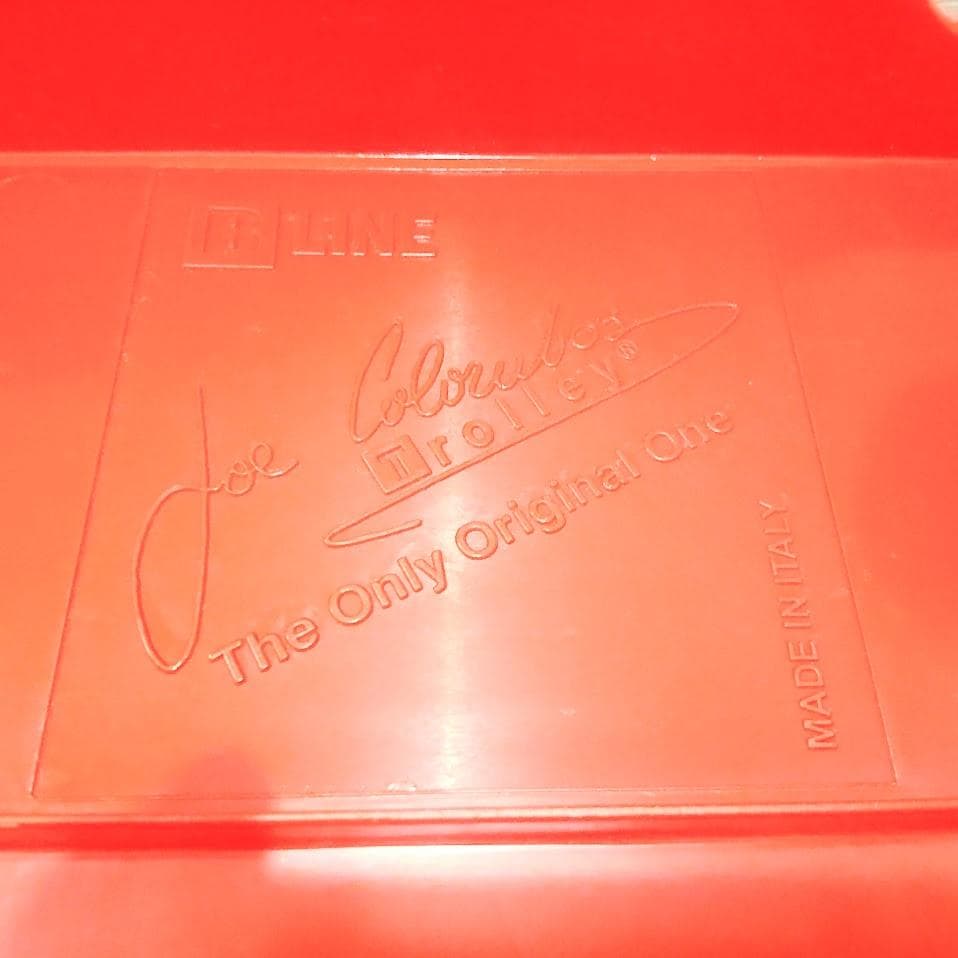 B LINE
Joe Colombo
Trolley®
The Only Original One
MADE IN ITALY